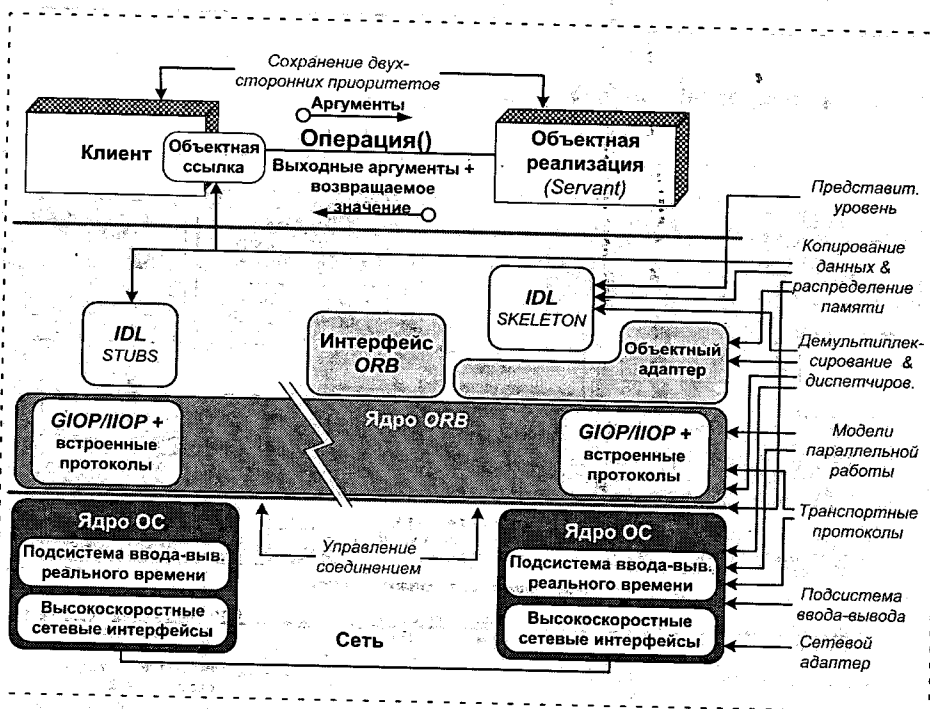 Сохранение двух-
сторонних приоритетов
Аргументы
Клиент
Объектная
ссылка
Операция()
Выходные аргументы +
возвращаемое
значение
Объектная
реализация
(Servant)
Представит.
уровень
Копирование
данных &
распределение
памяти
IDL
STUBS
Интерфейс
ORB
IDL
SKELETON
Объектный
адаптер
Демультиплек-
сирование &
диспетчиров.
GIOP/IIOP +
встроенные
протоколы
Ядро ORB
GIOP/IIOP +
встроенные
протоколы
Модели
параллельной
работы
Транспортные
протоколы
Ядро ОС
Подсистема ввода-выв.
реального времени
Высокоскоростные
сетевые интерфейсы
Управление
соединением
Сеть
Ядро ОС
Подсистема ввода-выв.
реального времени
Высокоскоростные
сетевые интерфейсы
Подсистема
ввода-вывода
Сетевой
адаптер